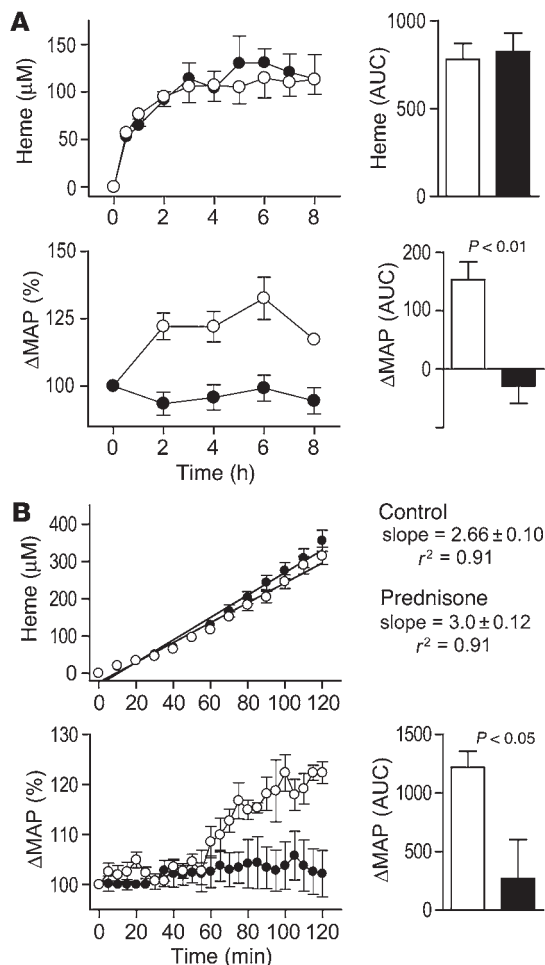 A
150
100
50
0
Heme (μM)
0 2 4 6 8
1000
500
0
Heme (AUC)
150
125
100
ΔMAP (%)
0 2 4 6 8
Time (h)
P < 0.01
200
100
0
ΔMAP (AUC)
B
400
300
200
100
0
Heme (μM)
0 20 40 60 80 100 120
Control
slope = 2.66 ± 0.10
r² = 0.91
Prednisone
slope = 3.0 ± 0.12
r² = 0.91
130
120
110
100
ΔMAP (%)
0 20 40 60 80 100 120
Time (min)
P < 0.05
1500
1000
500
0
ΔMAP (AUC)